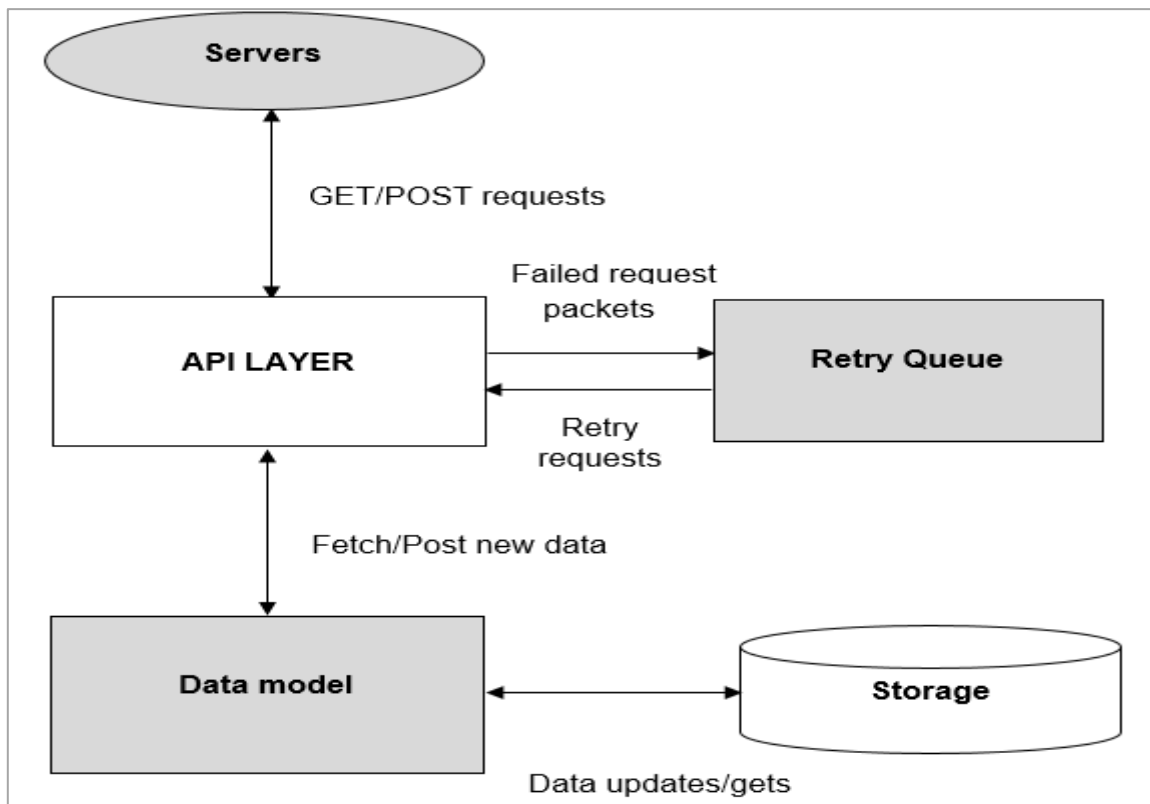 Servers
GET/POST requests
Failed request
packets
API LAYER
Retry Queue
Retry
requests
Fetch/Post new data
Data model
Storage
Data updates/gets